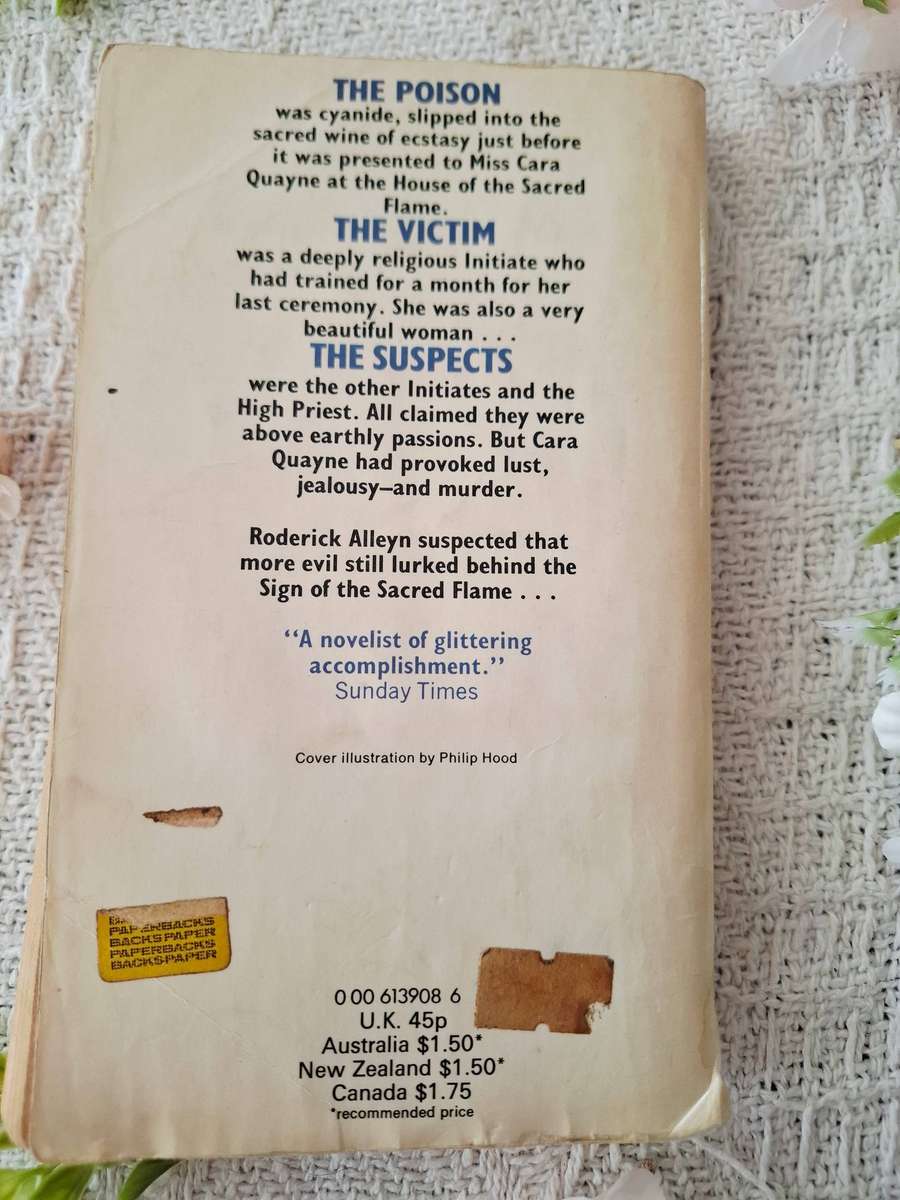 THE POISON
was cyanide, slipped into the
sacred wine of ecstasy just before
it was presented to Miss Cara
Quayne at the House of the Sacred
Flame.
THE VICTIM
was a deeply religious Initiate who
had trained for a month for her
last ceremony. She was also a very
beautiful woman . . .
THE SUSPECTS
were the other Initiates and the
High Priest. All claimed they were
above earthly passions. But Cara
Quayne had provoked lust,
jealousy—and murder.
Roderick Alleyn suspected that
more evil still lurked behind the
Sign of the Sacred Flame . . .
“A novelist of glittering
accomplishment.”
Sunday Times
Cover illustration by Philip Hood
PAPERBACKS
BACKSPAPER
PAPERBACKS
BACKSPAPER
0 00 613908 6
U.K. 45p
Australia $1.50*
New Zealand $1.50*
Canada $1.75
*recommended price